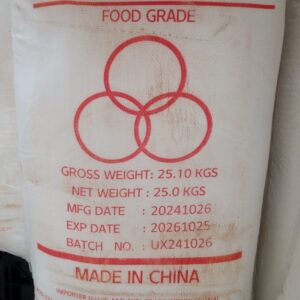 FOOD GRADE
GROSS WEIGHT: 25.10 KGS
NET WEIGHT : 25.0 KGS
MFG DATE : 20241026
EXP DATE : 20261025
BATCH NO. : UX241026
MADE IN CHINA